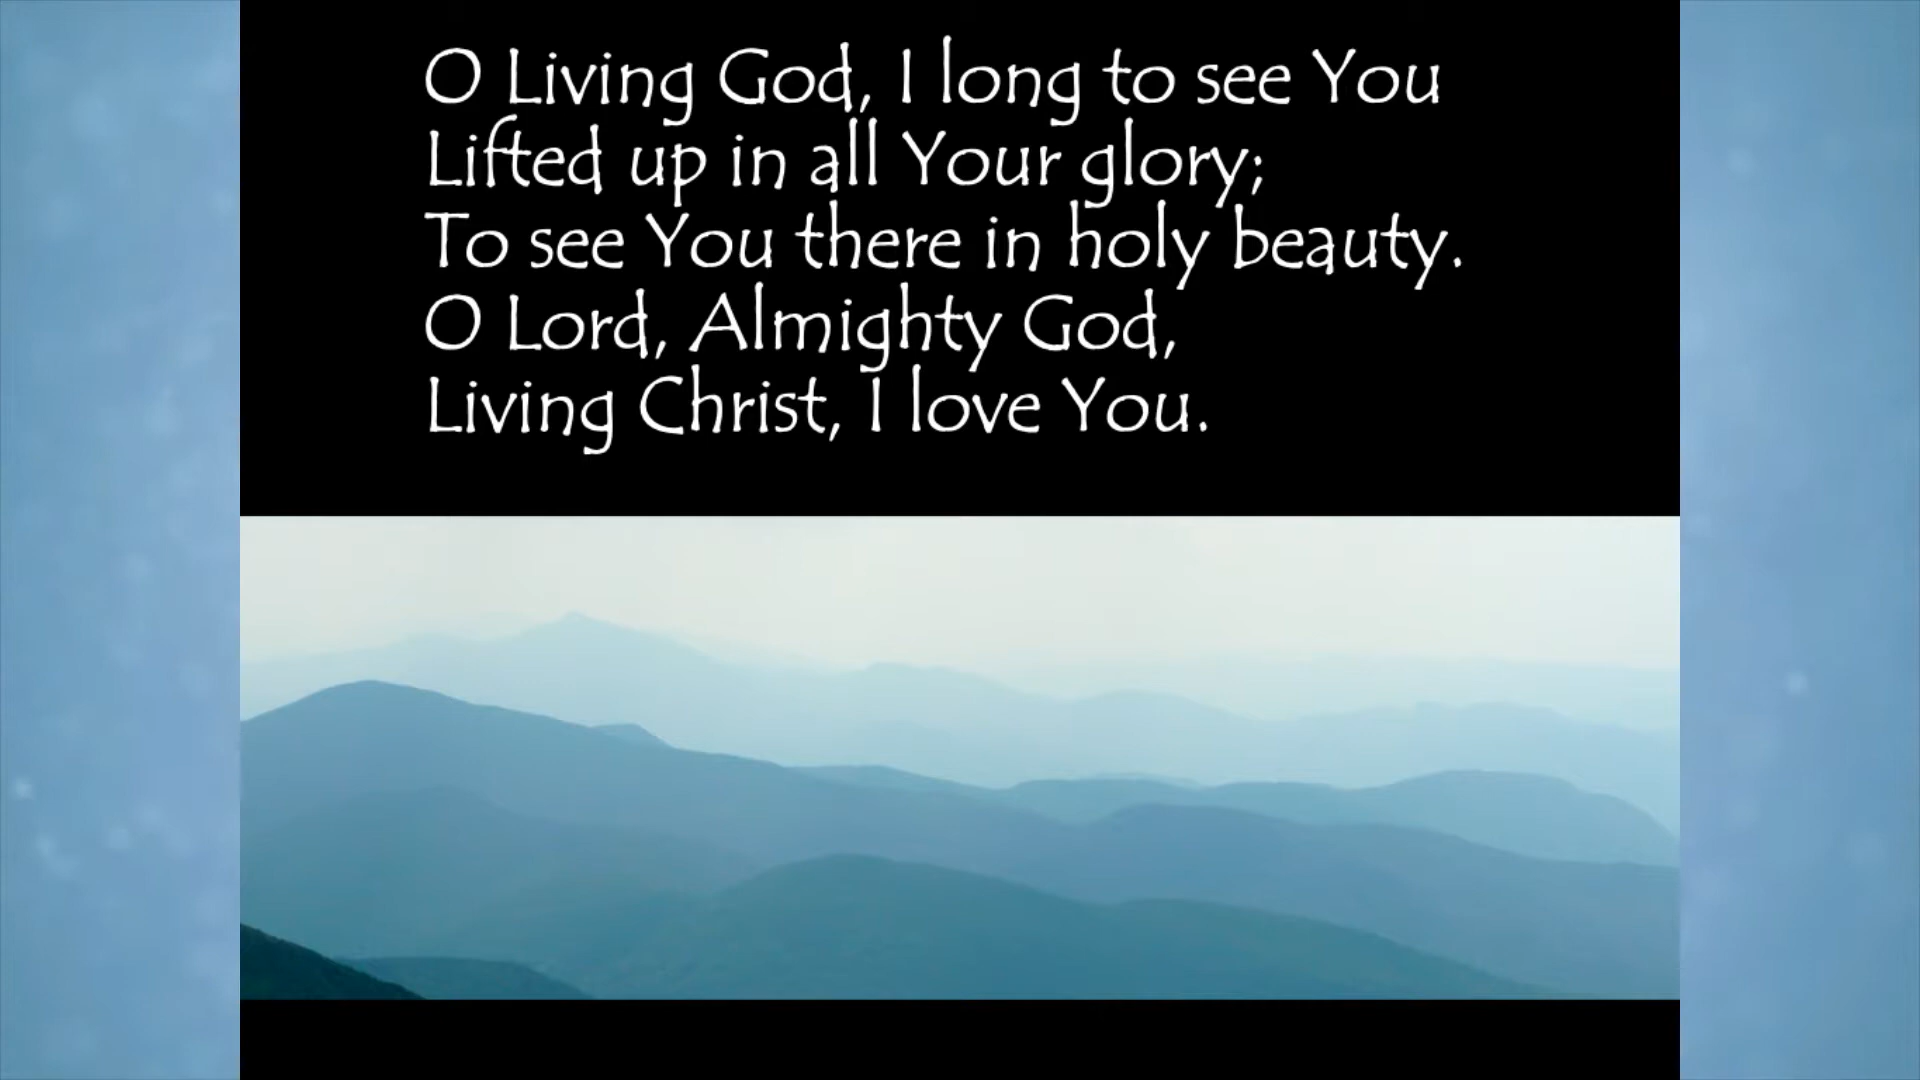 O Living God, I long to see You
Lifted up in all Your glory;
To see You there in holy beauty.
O Lord, Almighty God,
Living Christ, I love You.